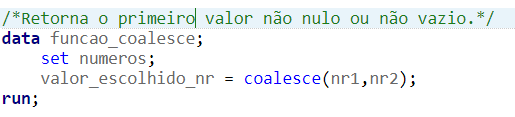 /*Retorna o primeiro valor não nulo ou não vazio.*/
data funcao_coalesce;
set numeros;
valor_escolhido_nr = coalesce(nr1,nr2);
run;